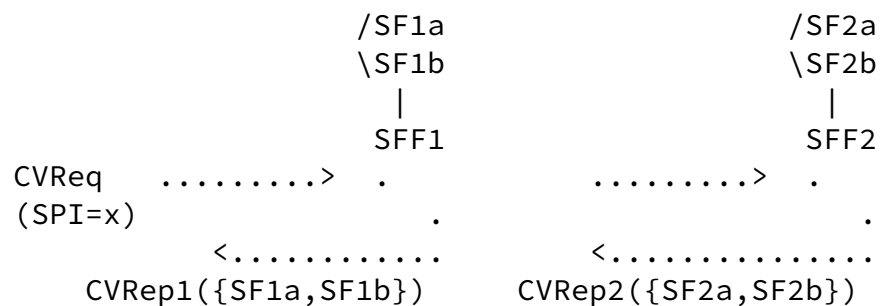 /SF1a /SF2a
\SF1b \SF2b
| |
SFF1 SFF2
CVReq .........> . .........> .
(SPI=x) . .
<............ <...............
CVRep1({SF1a,SF1b}) CVRep2({SF2a,SF2b})